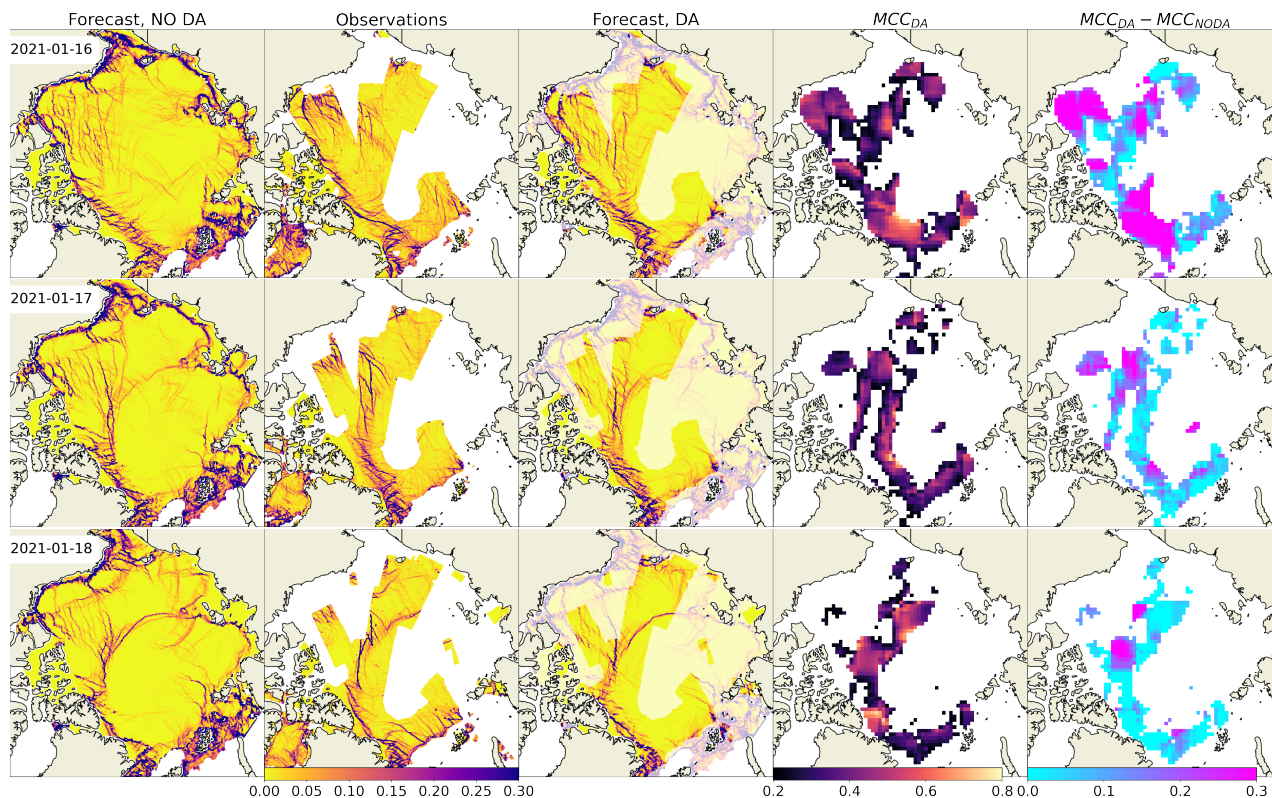 Forecast, NO DA
Observations
Forecast, DA
MCC_DA
MCC_DA − MCC_NODA
2021-01-16
2021-01-17
2021-01-18
0.00 0.05 0.10 0.15 0.20 0.25 0.30
0.2 0.4 0.6 0.8
0.0 0.1 0.2 0.3